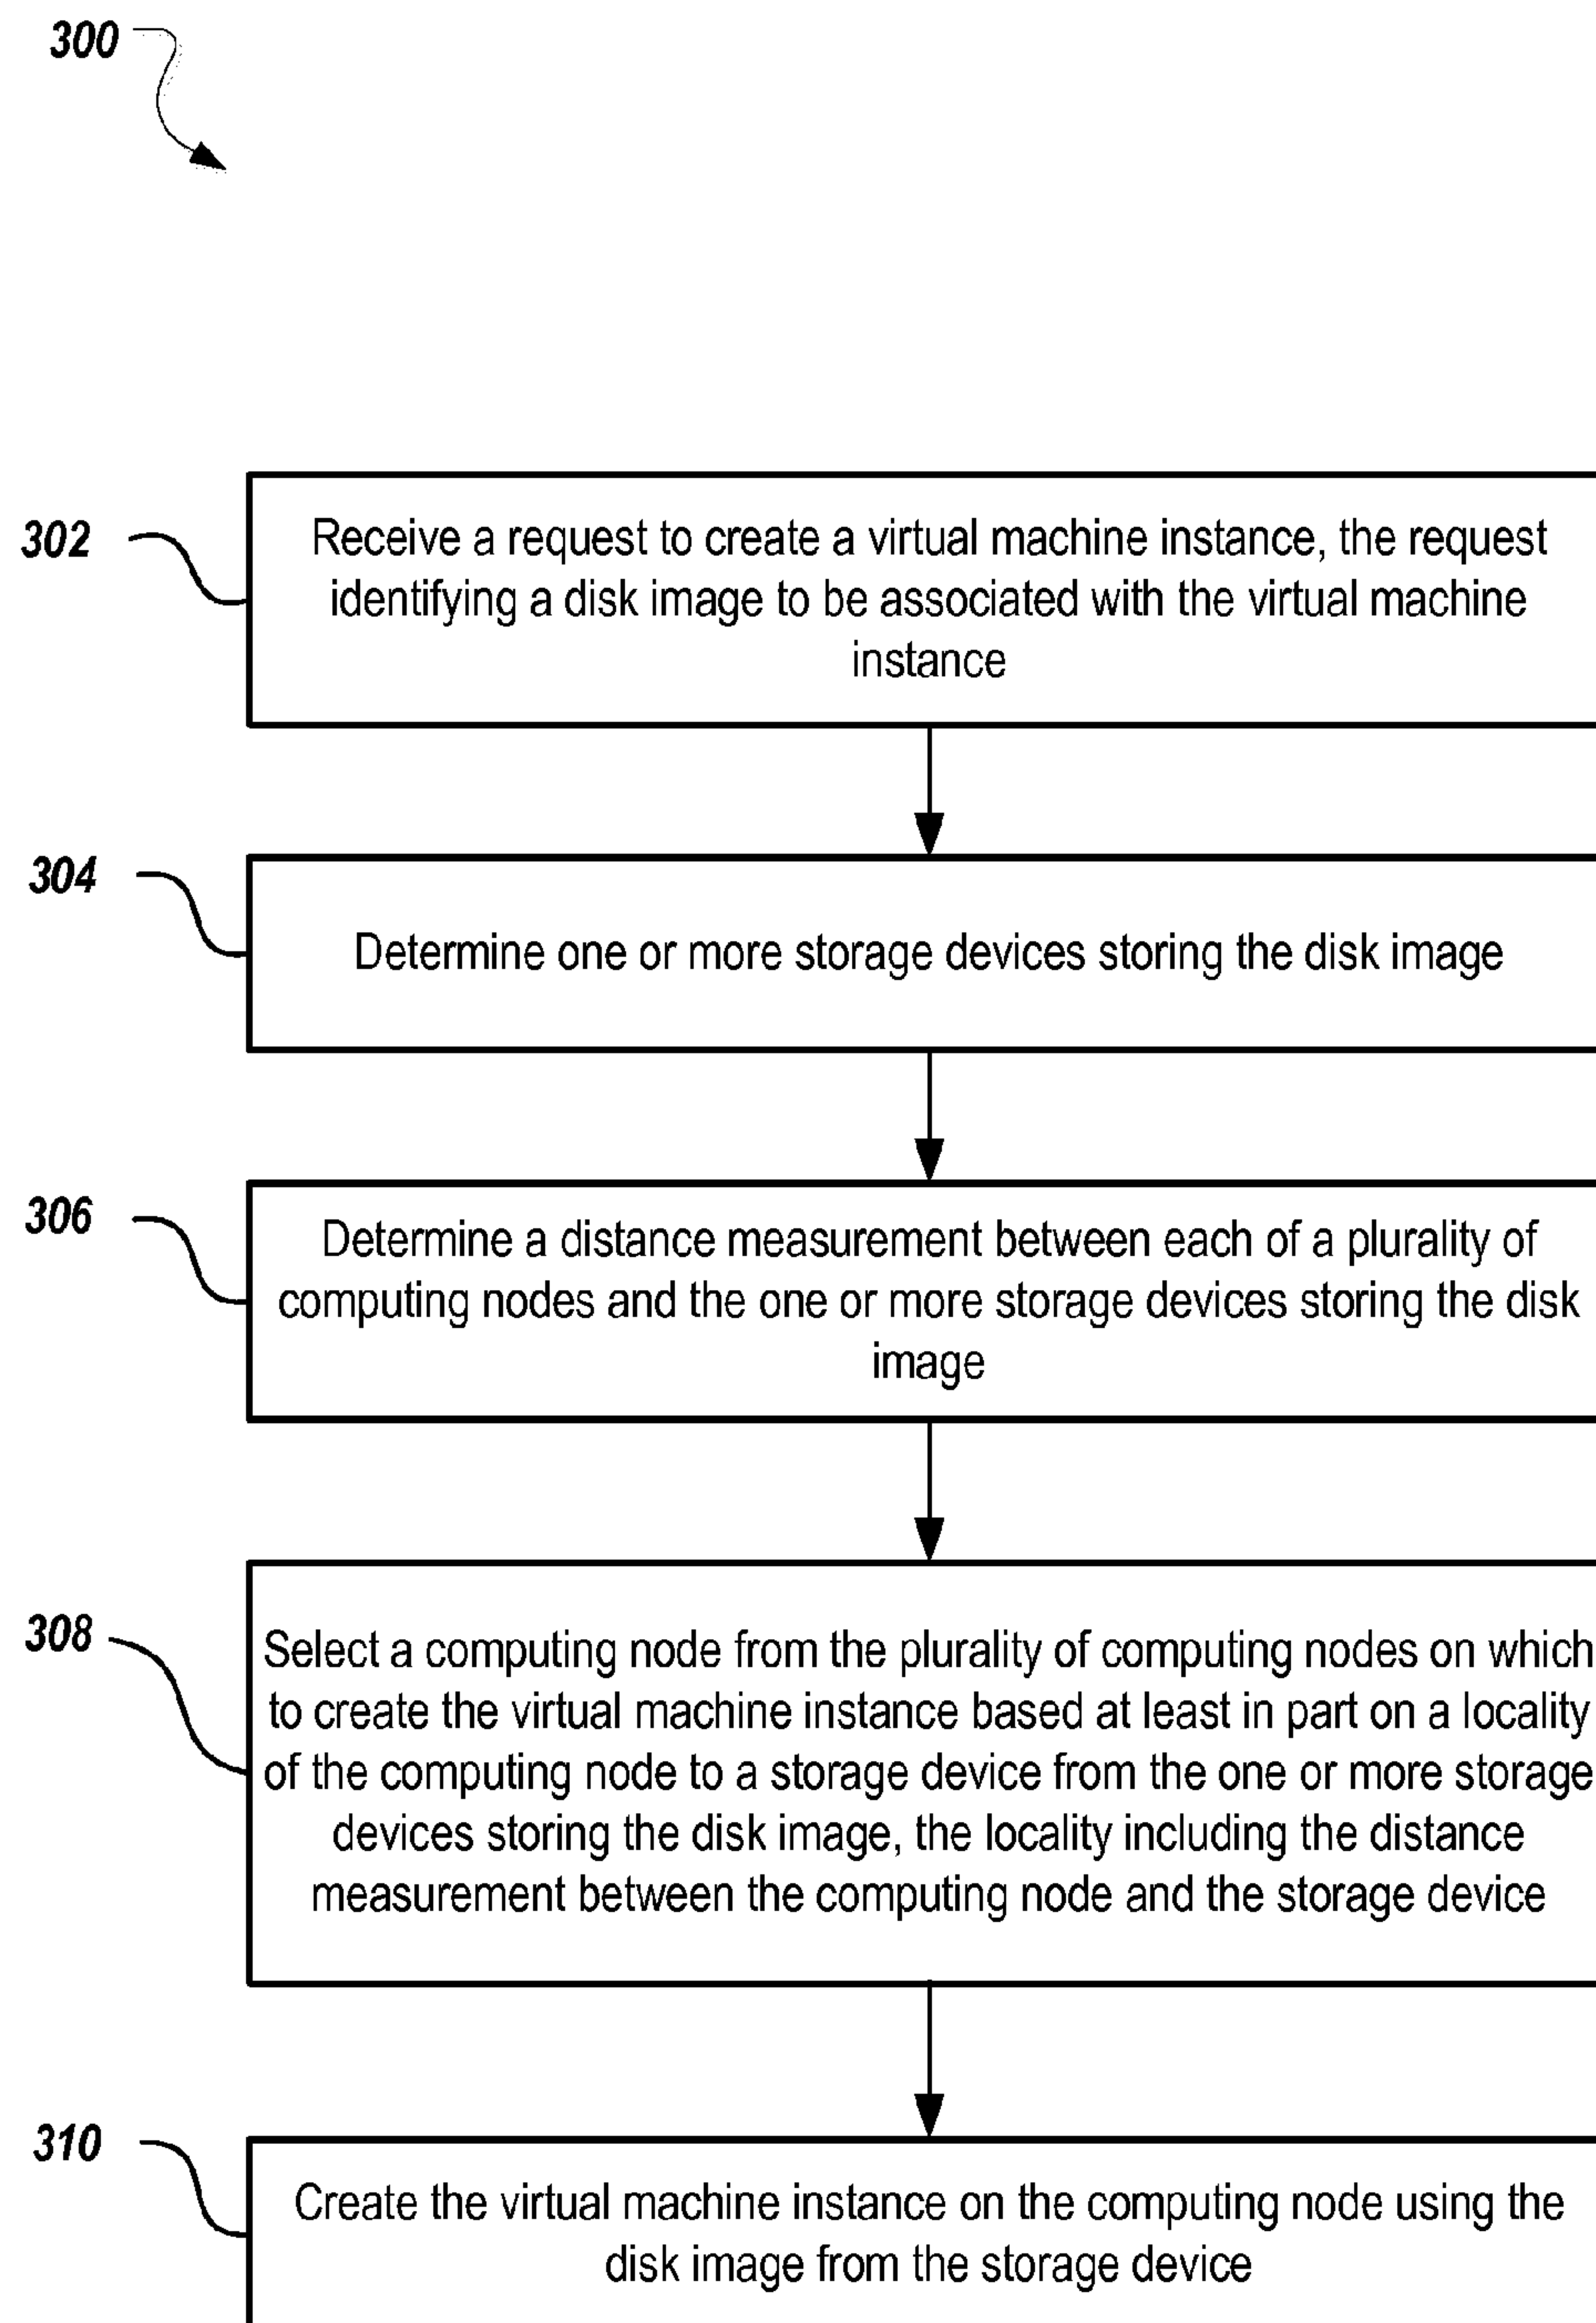 300
302
Receive a request to create a virtual machine instance, the request
identifying a disk image to be associated with the virtual machine
instance
304
Determine one or more storage devices storing the disk image
306
Determine a distance measurement between each of a plurality of
computing nodes and the one or more storage devices storing the disk
image
308
Select a computing node from the plurality of computing nodes on which
to create the virtual machine instance based at least in part on a locality
of the computing node to a storage device from the one or more storage
devices storing the disk image, the locality including the distance
measurement between the computing node and the storage device
310
Create the virtual machine instance on the computing node using the
disk image from the storage device